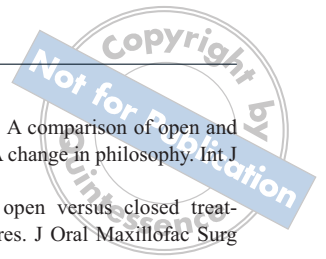 Copyright by
Not for Publication
Quintessence
A comparison of open and
A change in philosophy. Int J
open versus closed treat-
res. J Oral Maxillofac Surg